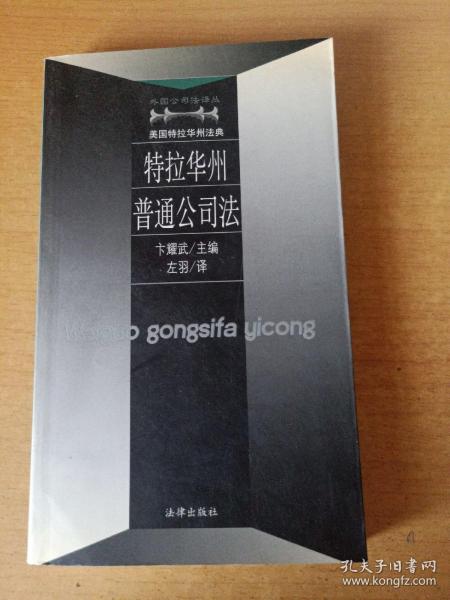 外国公司法译丛
美国特拉华州法典
特拉华州
普通公司法
卞耀武/主编
左羽/译
gongsifa yicong
法律出版社
孔夫子旧书网
www.kongfz.com